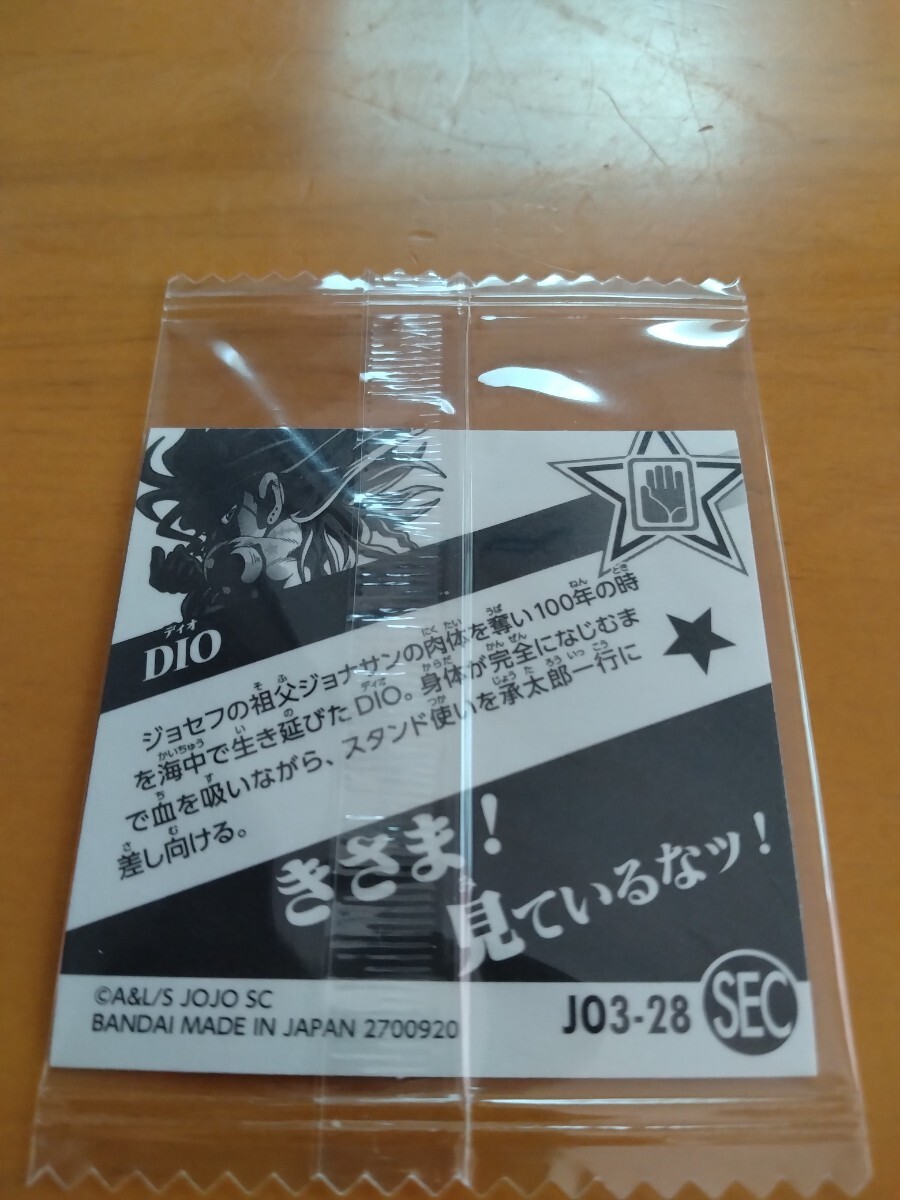 ディオ
DIO
ジョセフの祖父ジョナサンの肉体を奪い100年の時
を海中で生き延びたDIO。身体が完全になじむま
で血を吸いながら、スタンド使いを承太郎一行に
差し向ける。
きさま!
見ているなッ!
©A&L/S JOJO SC
BANDAI MADE IN JAPAN 2700920
JO3-28
SEC